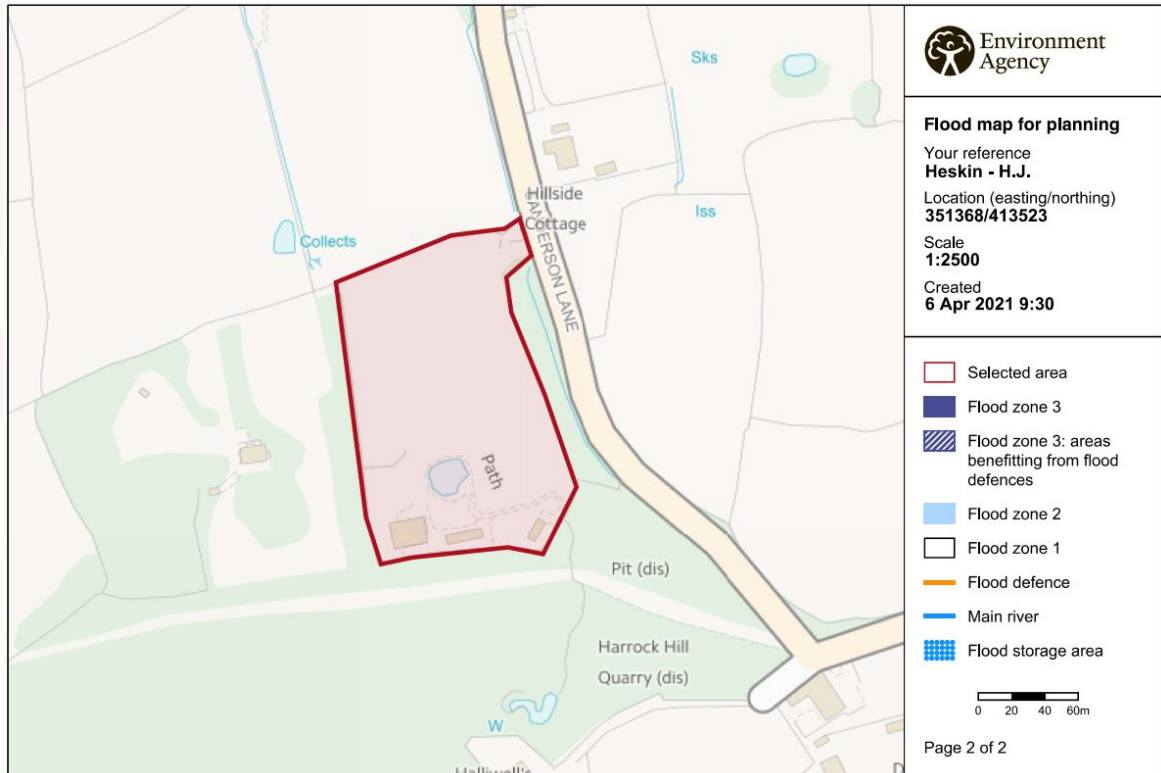 Sks
Hillside
Cottage
Iss
Collects
Path
Pit (dis)
Harrock Hill
Quarry (dis)
W
Halliwell's
D
Environment
Agency
Flood map for planning
Your reference
Heskin - H.J.
Location (easting/northing)
351368/413523
Scale
1:2500
Created
6 Apr 2021 9:30
Selected area
Flood zone 3
Flood zone 3: areas
benefitting from flood
defences
Flood zone 2
Flood zone 1
Flood defence
Main river
Flood storage area
0 20 40 60m
Page 2 of 2